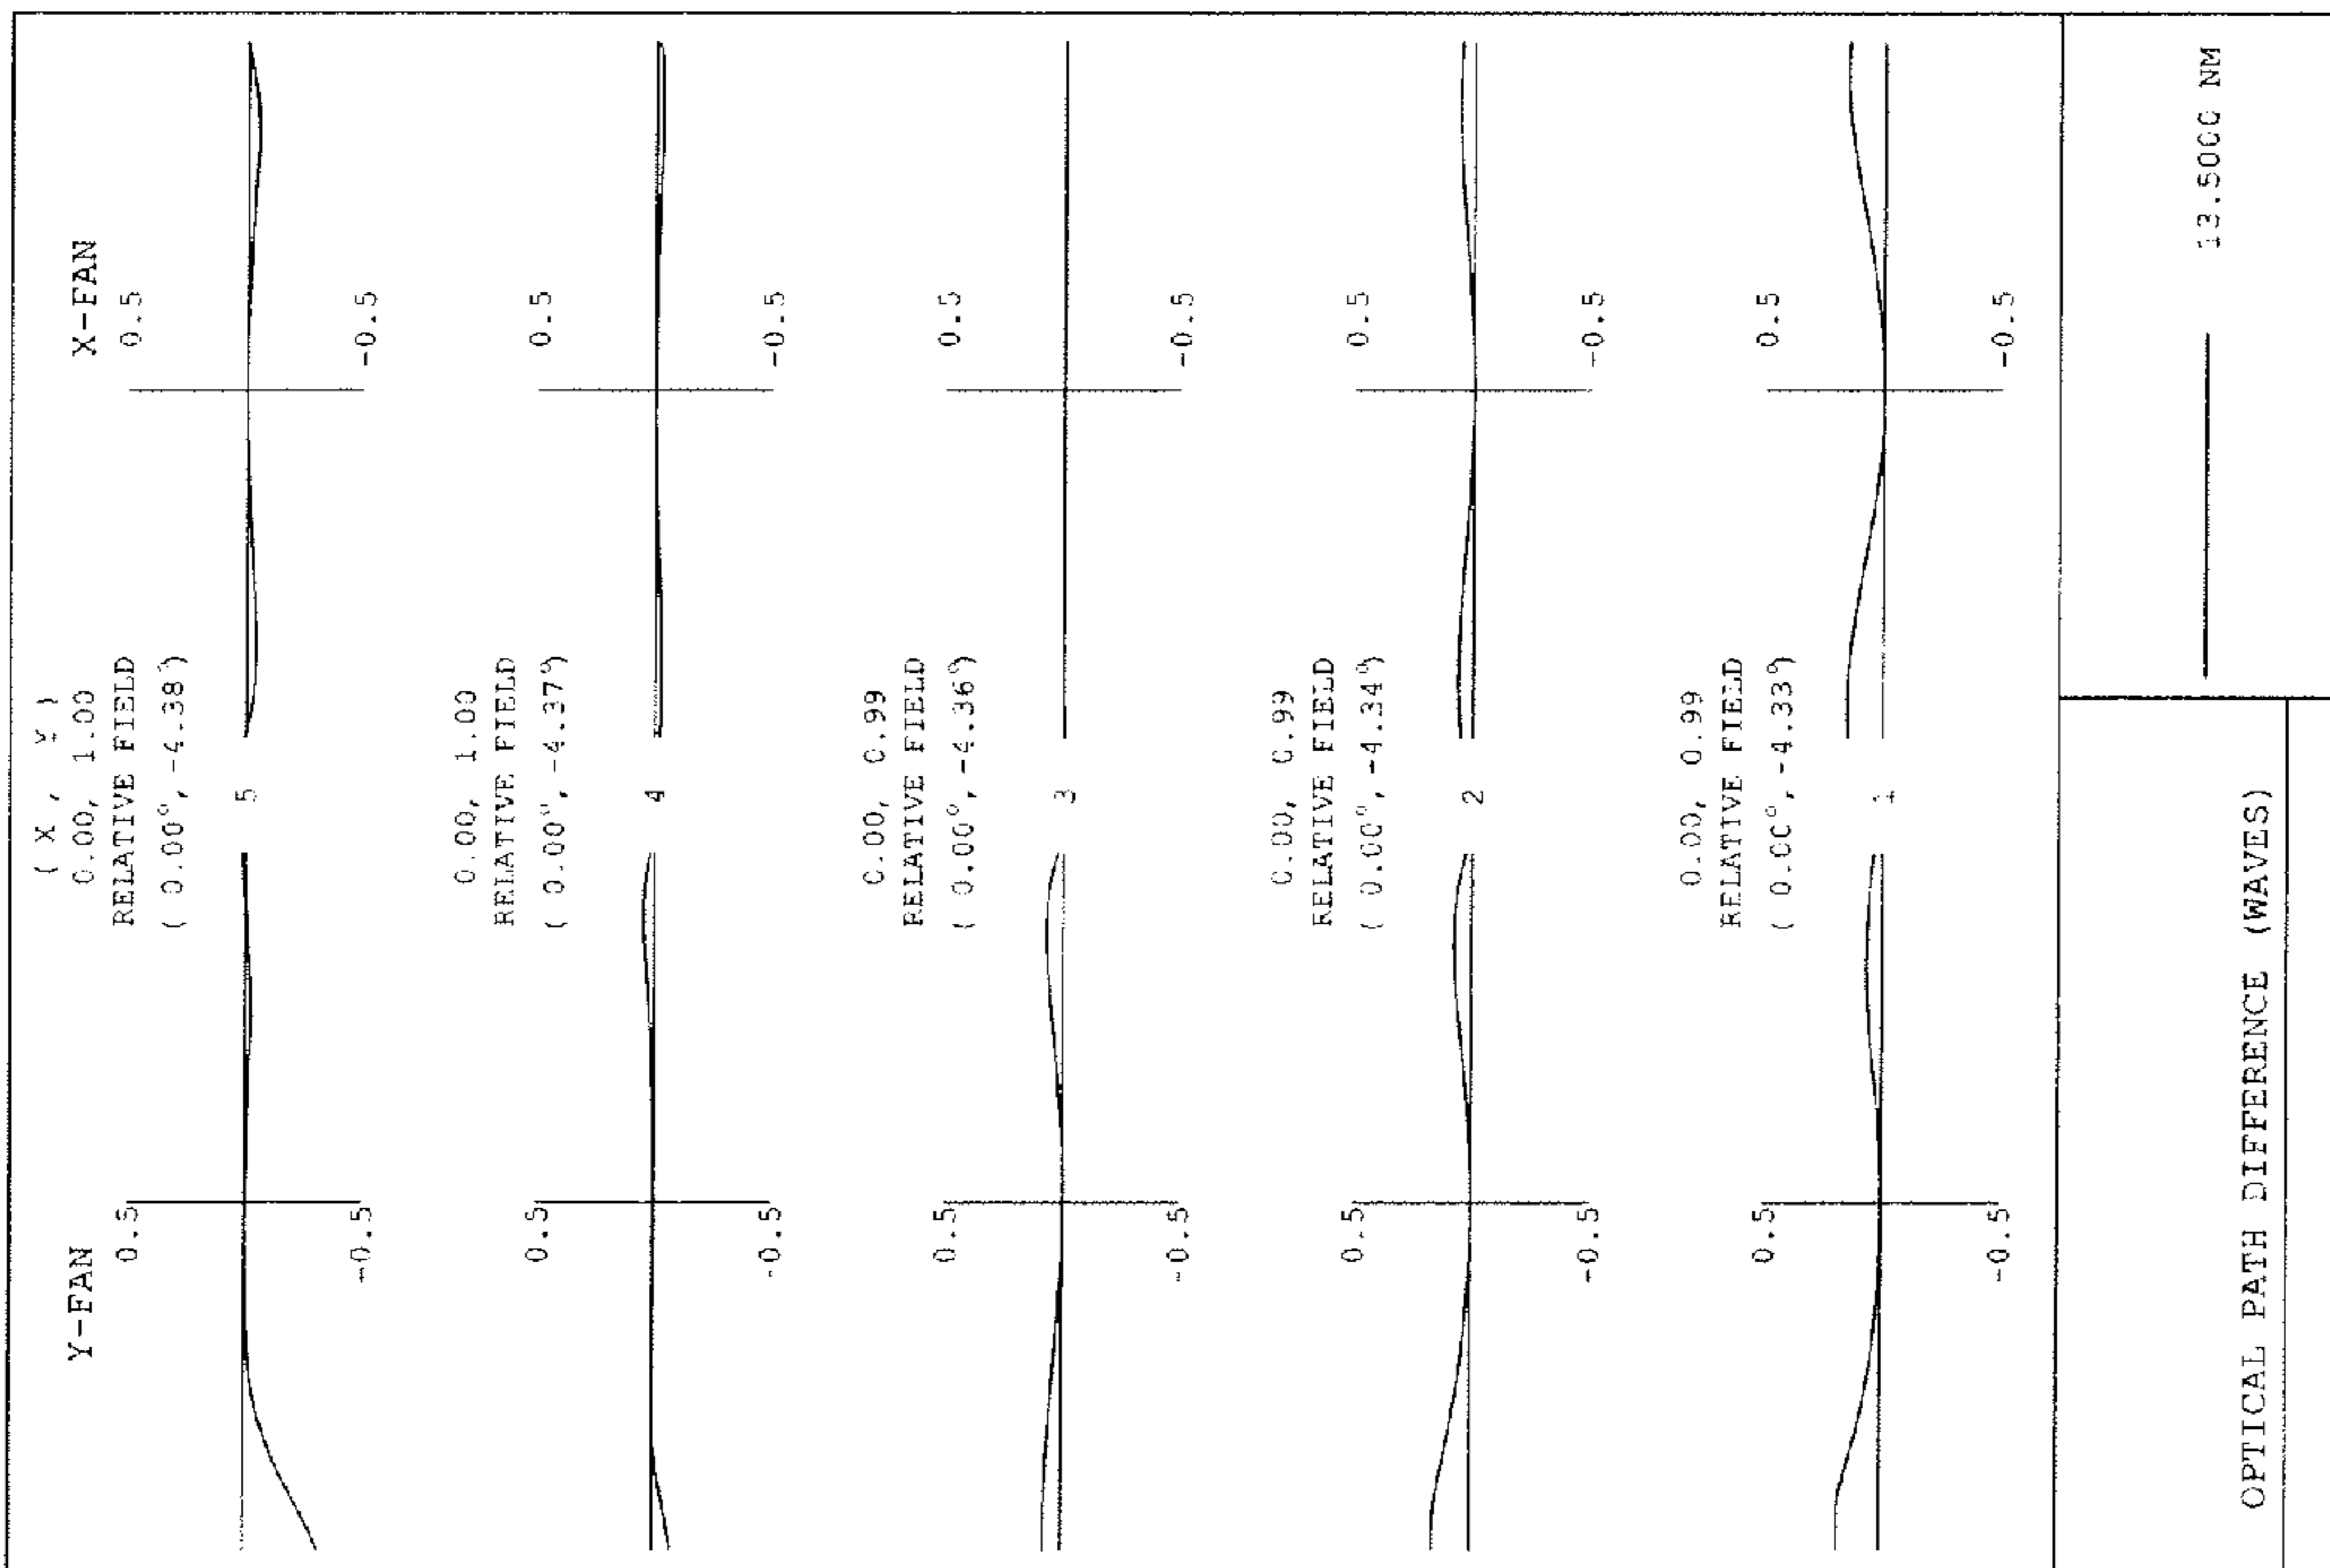 Y-FAN
X-FAN
( X , Y )
0.00, 1.00
RELATIVE FIELD
( 0.00°, -4.38°)
0.5
-0.5
5
0.5
-0.5
0.00, 1.00
RELATIVE FIELD
( 0.00°, -4.37°)
0.5
-0.5
4
0.5
-0.5
0.00, 0.99
RELATIVE FIELD
( 0.00°, -4.36°)
0.5
-0.5
3
0.5
-0.5
0.00, 0.99
RELATIVE FIELD
( 0.00°, -4.34°)
0.5
-0.5
2
0.5
-0.5
0.00, 0.99
RELATIVE FIELD
( 0.00°, -4.33°)
0.5
-0.5
1
0.5
-0.5
OPTICAL PATH DIFFERENCE (WAVES)
13.5000 NM